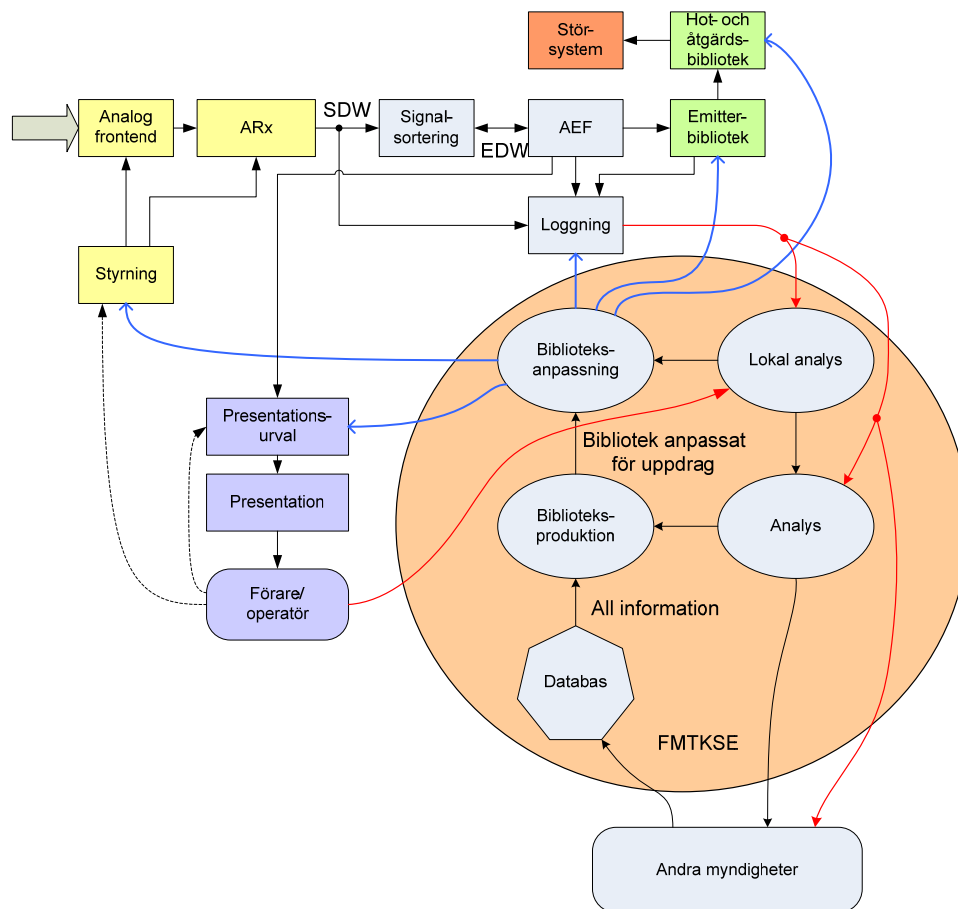 Stör-
system
Hot- och
åtgärds-
bibliotek
Analog
frontend
ARx
SDW
Signal-
sortering
EDW
AEF
Emitter-
bibliotek
Loggning
Styrning
Biblioteks-
anpassning
Lokal analys
Presentations-
urval
Bibliotek anpassat
för uppdrag
Presentation
Biblioteks-
produktion
Analys
Förare/
operatör
All information
Databas
FMTKSE
Andra myndigheter